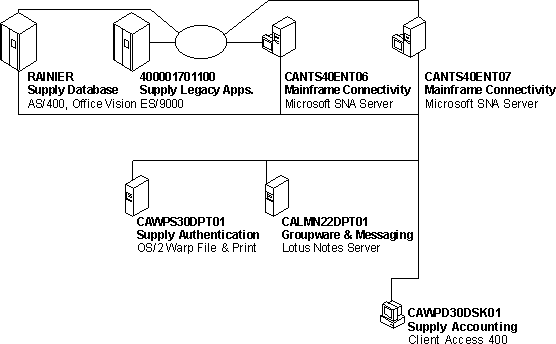 RAINIER
Supply Database
AS/400, Office Vision
400001701100
Supply Legacy Apps.
ES/9000
CANTS40ENT06
Mainframe Connectivity
Microsoft SNA Server
CANTS40ENT07
Mainframe Connectivity
Microsoft SNA Server
CAWPS30DPT01
Supply Authentication
OS/2 Warp File & Print
CALMN22DPT01
Groupware & Messaging
Lotus Notes Server
CAWPD30DSK01
Supply Accounting
Client Access 400